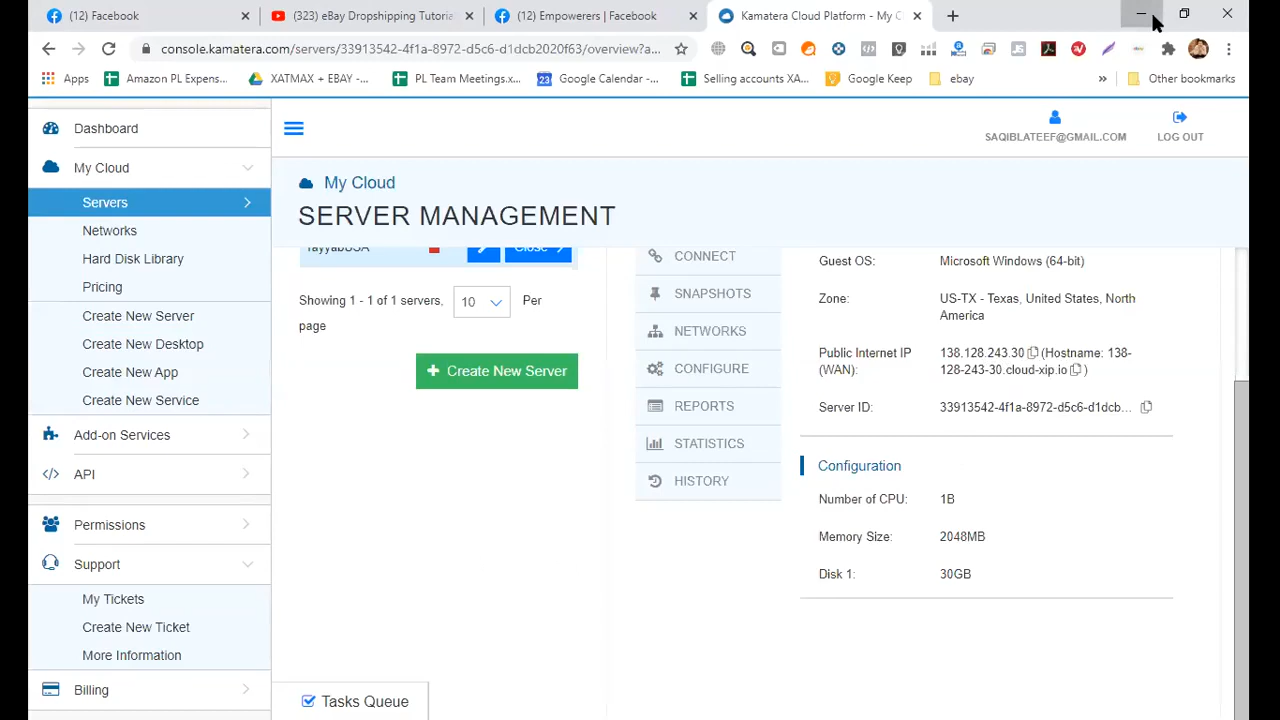 (12) Facebook
(323) eBay Dropshipping Tutoria
(12) Empowerers | Facebook
Kamatera Cloud Platform - My C
console.kamatera.com/servers/33913542-4f1a-8972-d5c6-d1dcb2020f63/overview?a...
Apps
Amazon PL Expens...
XATMAX + EBAY -...
PL Team Meetings.x...
Google Calendar -...
Selling accounts XA...
Google Keep
ebay
»
Other bookmarks
Dashboard
My Cloud
Servers
Networks
Hard Disk Library
Pricing
Create New Server
Create New Desktop
Create New App
Create New Service
Add-on Services
API
Permissions
Support
My Tickets
Create New Ticket
More Information
Billing
SAQIBLATEEF@GMAIL.COM
LOG OUT
My Cloud
SERVER MANAGEMENT
TayyabUSA
Close
Showing 1 - 1 of 1 servers, 10 Per
page
+ Create New Server
CONNECT
SNAPSHOTS
NETWORKS
CONFIGURE
REPORTS
STATISTICS
HISTORY
Guest OS: Microsoft Windows (64-bit)
Zone: US-TX - Texas, United States, North
America
Public Internet IP 138.128.243.30 (Hostname: 138-
(WAN): 128-243-30.cloud-xip.io )
Server ID: 33913542-4f1a-8972-d5c6-d1dcb...
Configuration
Number of CPU: 1B
Memory Size: 2048MB
Disk 1: 30GB
Tasks Queue